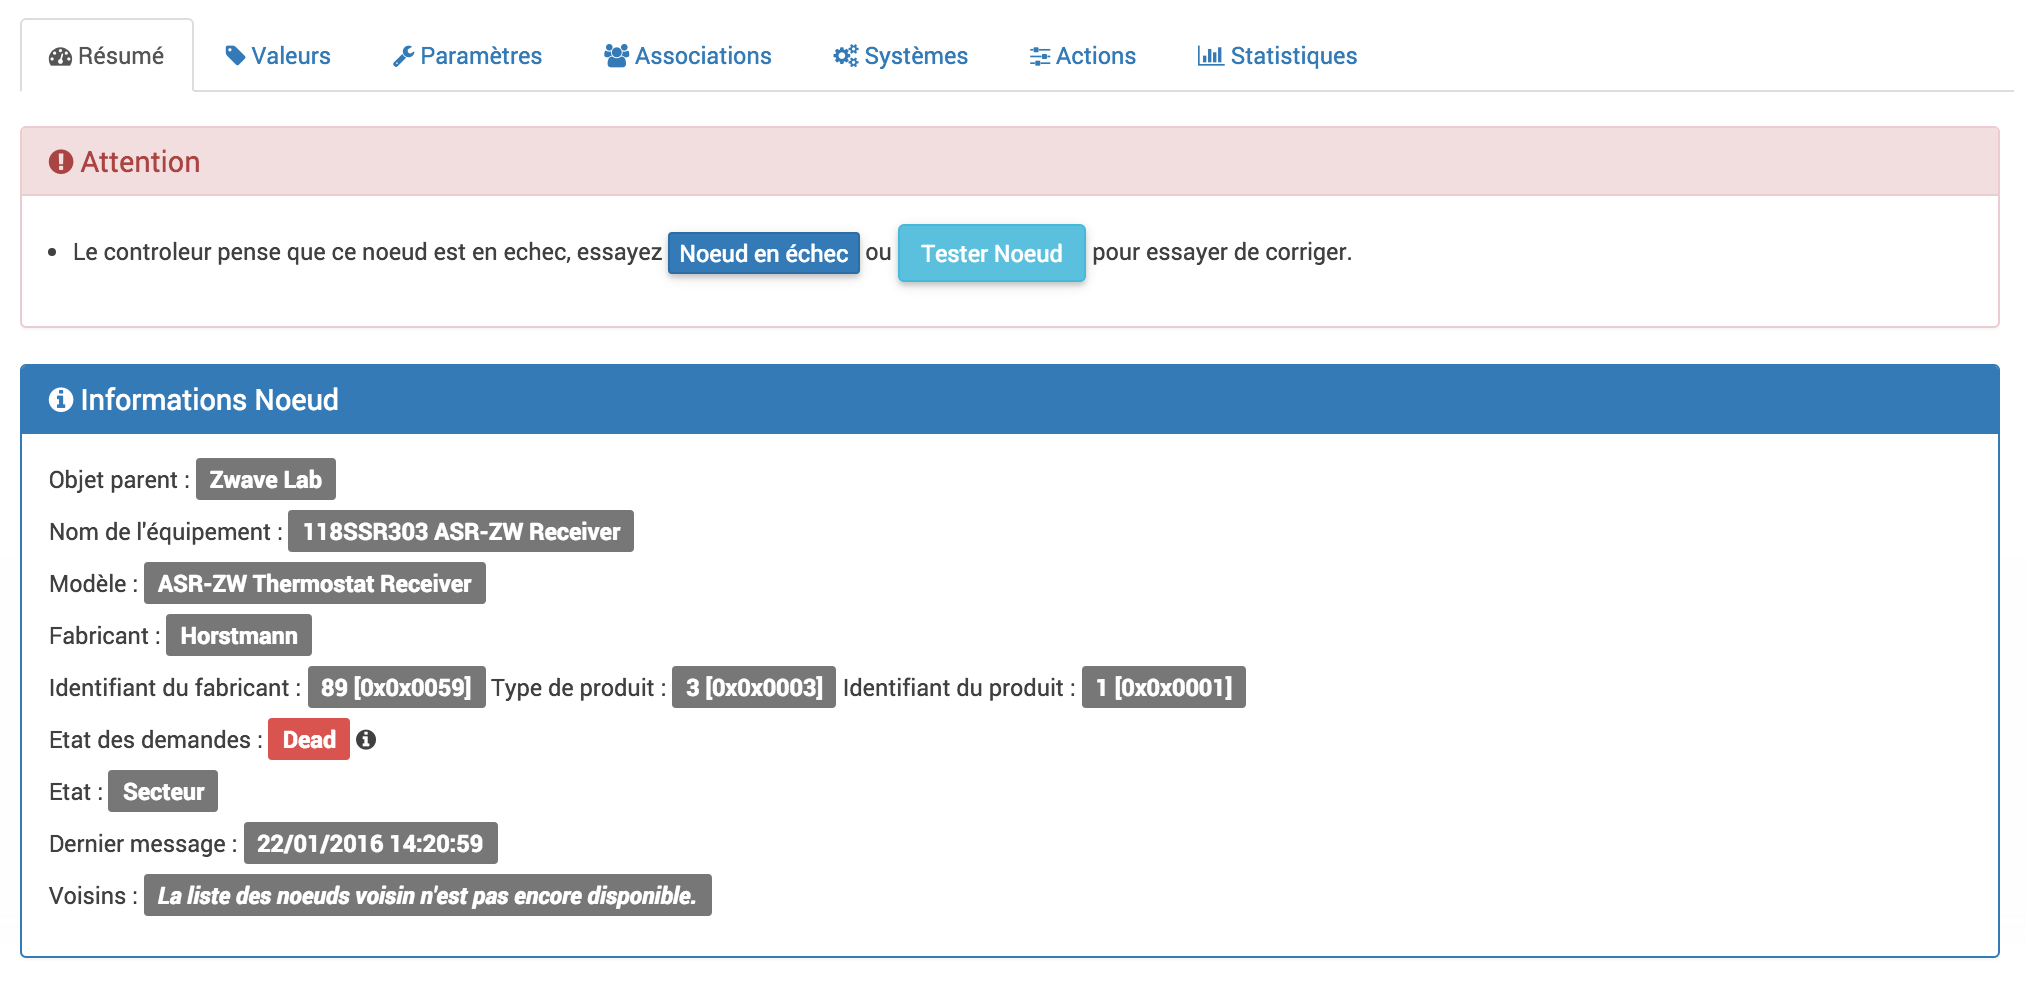 Résumé Valeurs Paramètres Associations Systèmes Actions Statistiques
Attention
Le controleur pense que ce noeud est en echec, essayez Noeud en échec ou Tester Noeud pour essayer de corriger.
Informations Noeud
Objet parent : Zwave Lab
Nom de l'équipement : 118SSR303 ASR-ZW Receiver
Modèle : ASR-ZW Thermostat Receiver
Fabricant : Horstmann
Identifiant du fabricant : 89 [0x0x0059] Type de produit : 3 [0x0x0003] Identifiant du produit : 1 [0x0x0001]
Etat des demandes : Dead
Etat : Secteur
Dernier message : 22/01/2016 14:20:59
Voisins : La liste des noeuds voisin n'est pas encore disponible.